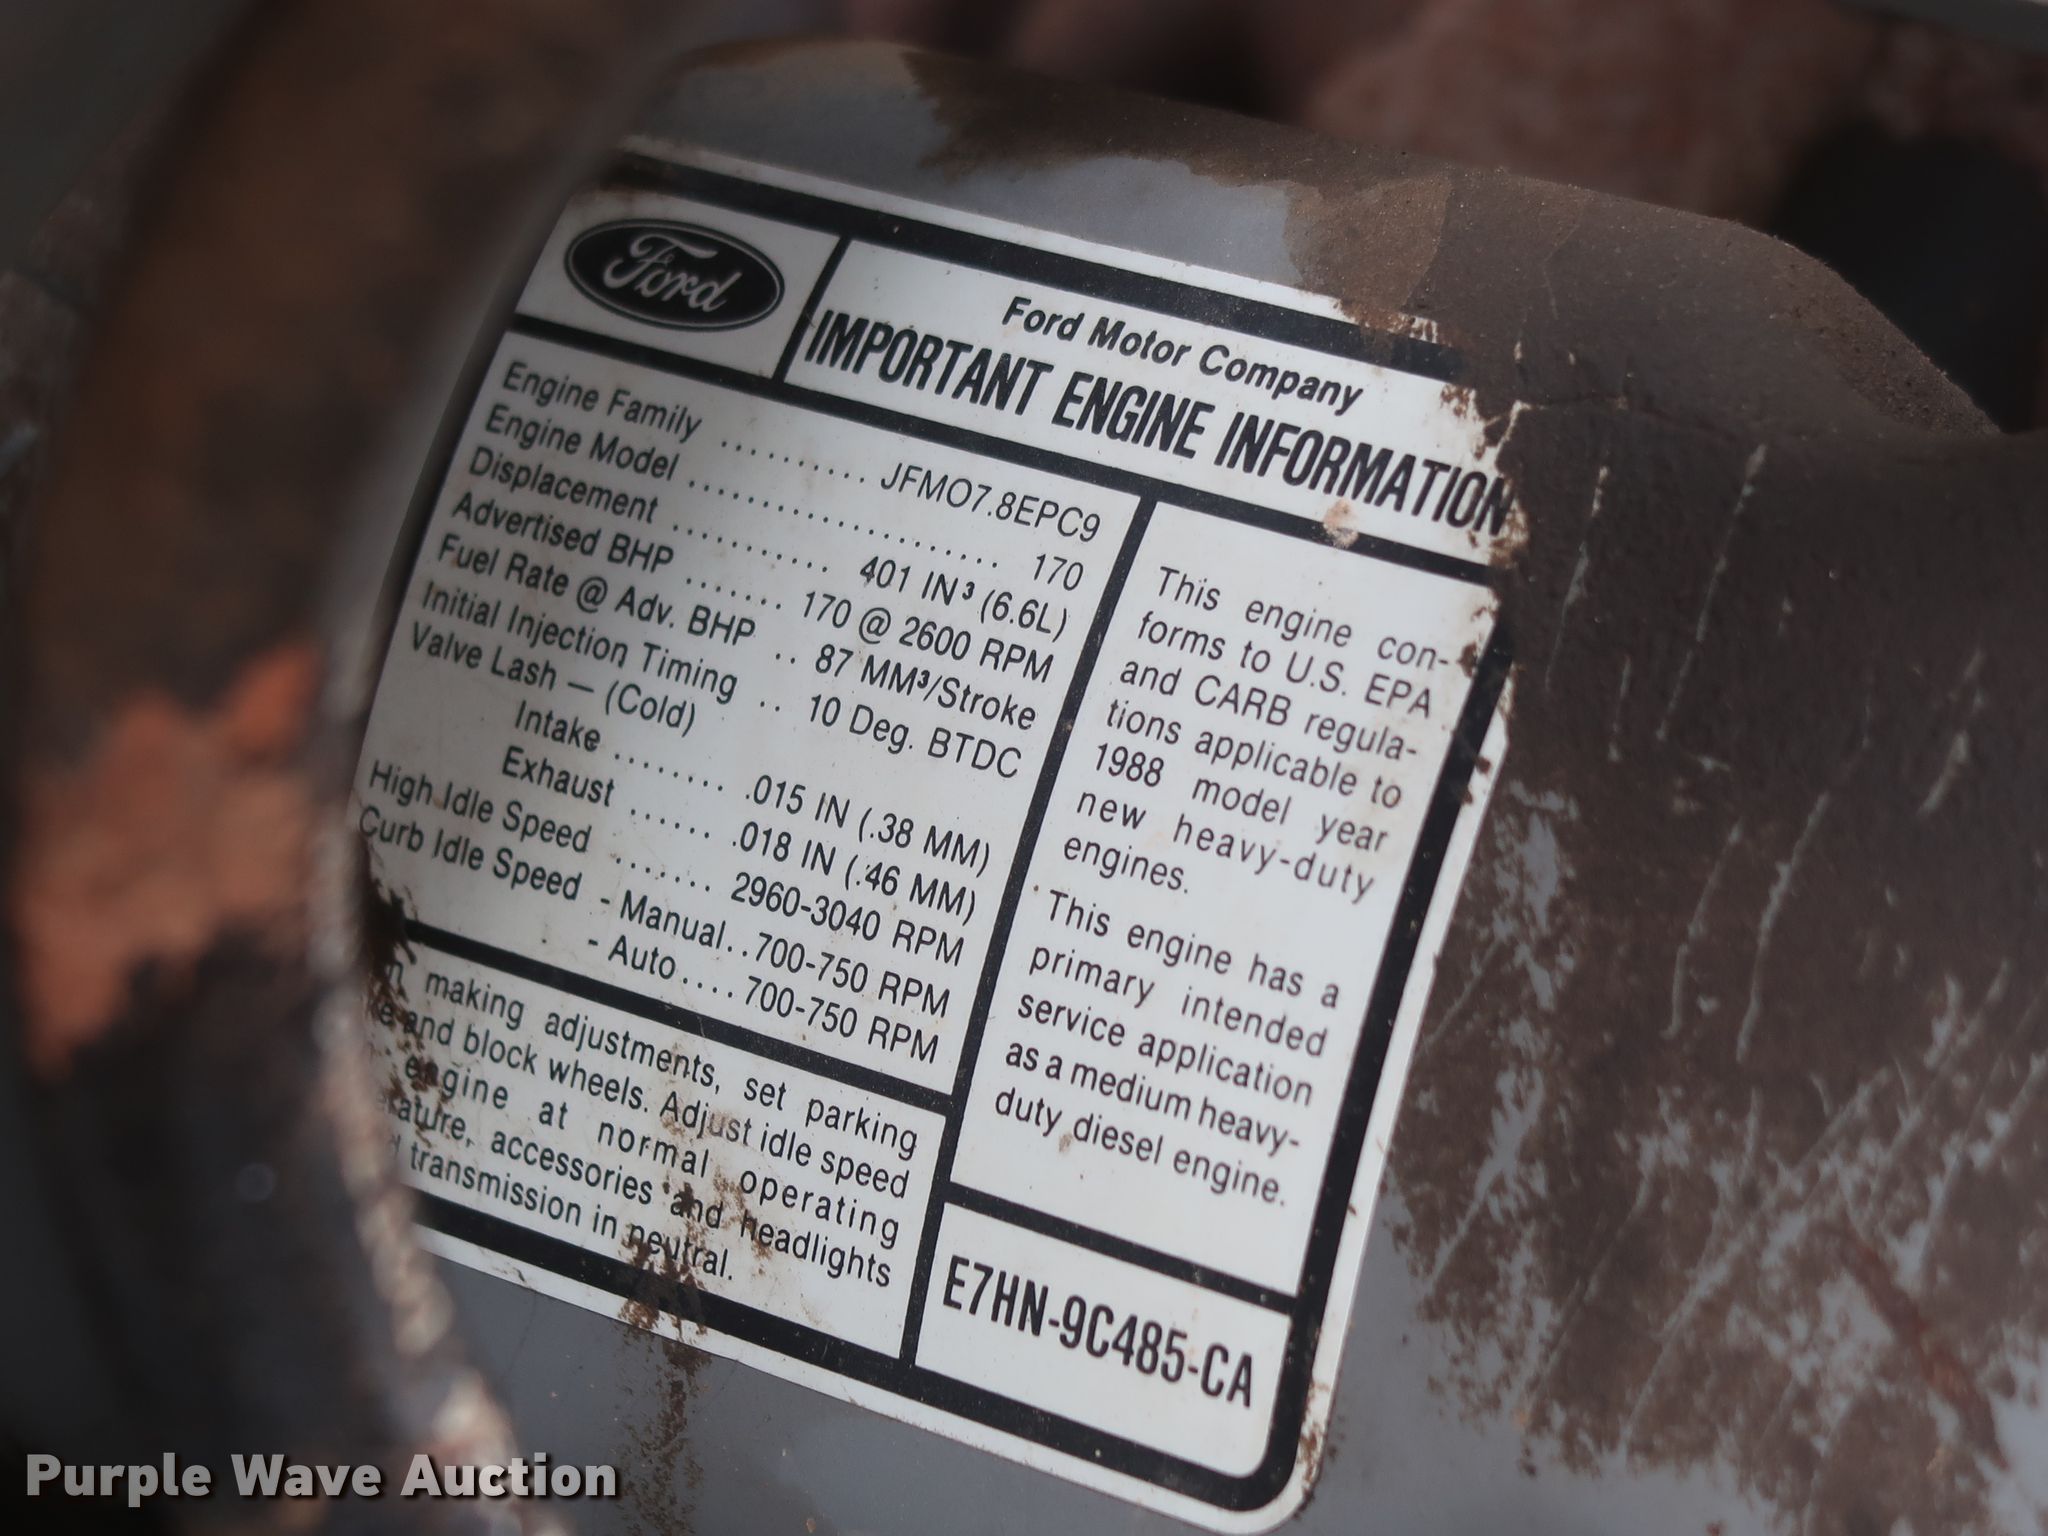 Ford
Ford Motor Company
IMPORTANT ENGINE INFORMATION
Engine Family .......... JFMO7.8EPC9
Engine Model .................... 170
Displacement .......... 401 IN³ (6.6L)
Advertised BHP ....... 170 @ 2600 RPM
Fuel Rate @ Adv. BHP .. 87 MM³/Stroke
Initial Injection Timing .. 10 Deg. BTDC
Valve Lash — (Cold)
Intake ........ .015 IN (.38 MM)
Exhaust ...... .018 IN (.46 MM)
High Idle Speed ...... 2960-3040 RPM
Curb Idle Speed - Manual..700-750 RPM
- Auto....700-750 RPM
making adjustments, set parking
and block wheels. Adjust idle speed
engine at normal operating
accessories and headlights
transmission in neutral.
This engine con-
forms to U.S. EPA
and CARB regula-
tions applicable to
1988 model year
new heavy-duty
engines.
This engine has a
primary intended
service application
as a medium heavy-
duty diesel engine.
E7HN-9C485-CA
Purple Wave Auction